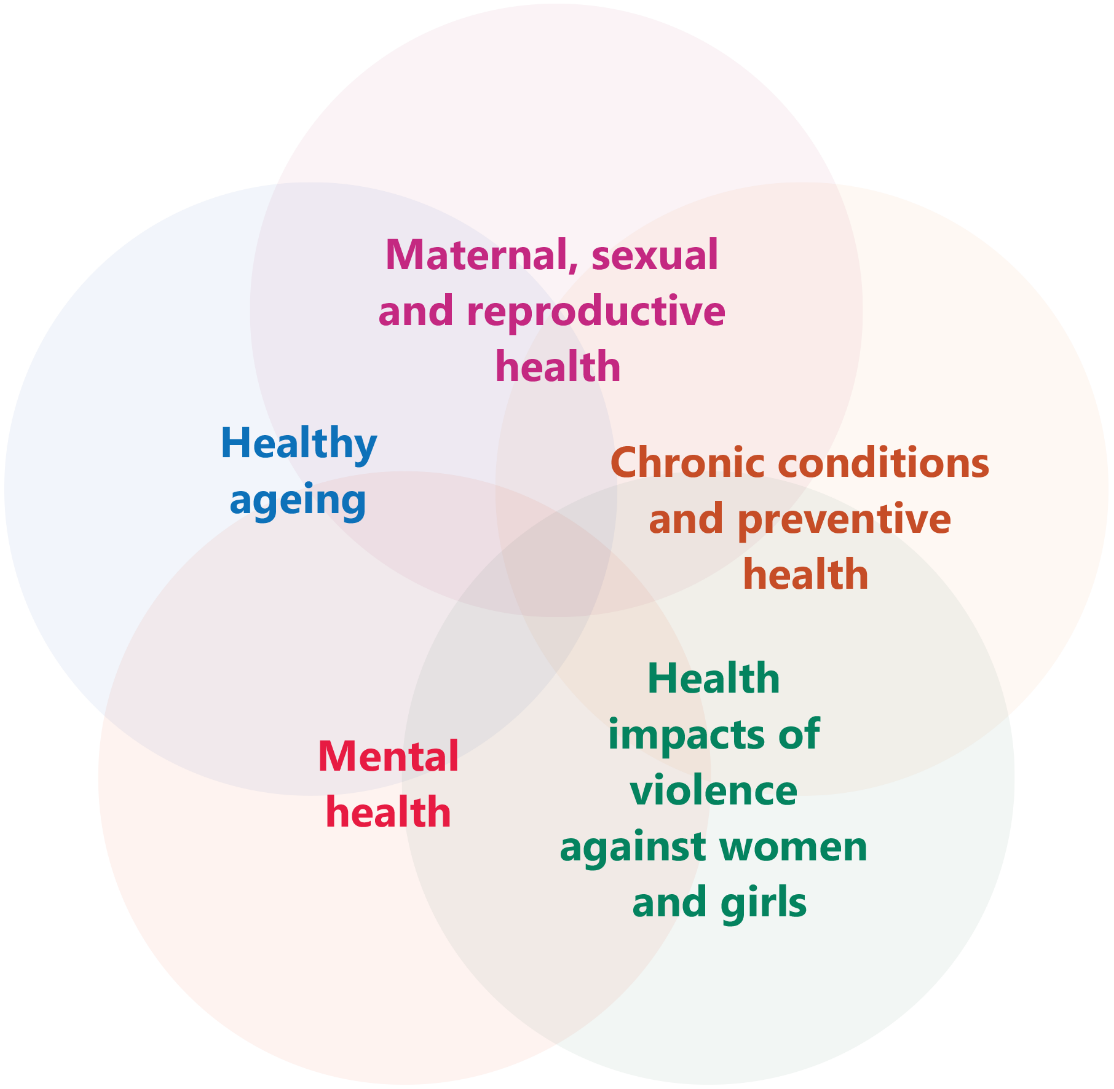 Maternal, sexual
and reproductive
health
Healthy
ageing
Chronic conditions
and preventive
health
Health
impacts of
violence
against women
and girls
Mental
health